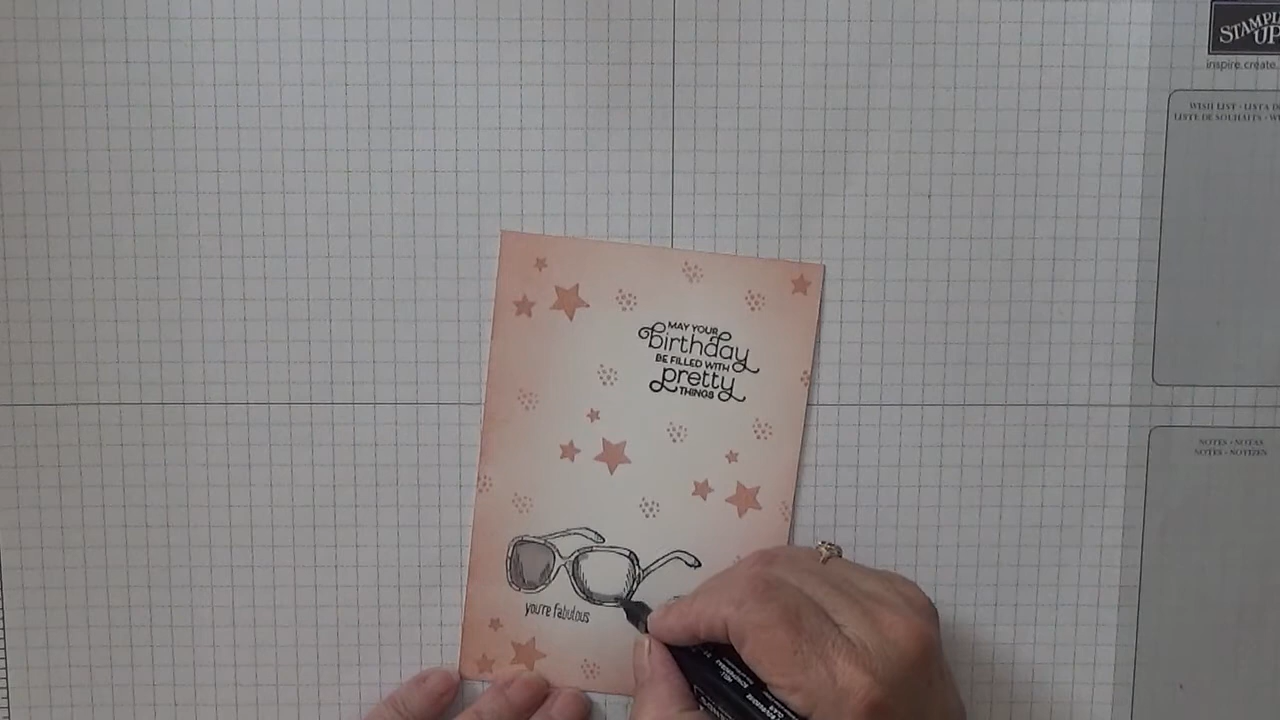 STAMPIN
UP
inspire. create.
WISH LIST • LISTA
LISTE DE SOUHAITS •
MAY YOUR
birthday
BE FILLED WITH
pretty
THINGS
NOTES • NOTAS
NOTES • NOTIZEN
you're fabulous